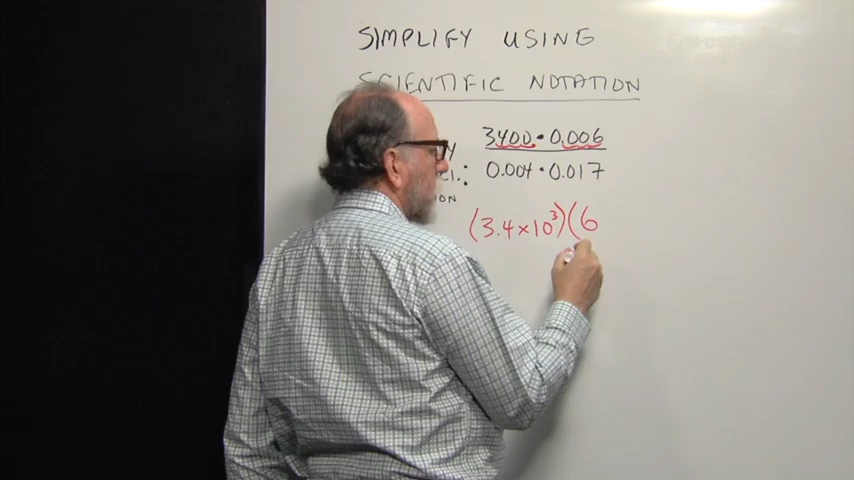 SIMPLIFY USING
SCIENTIFIC NOTATION
3400 • 0.006
0.004 • 0.017
(3.4 × 10³)(6